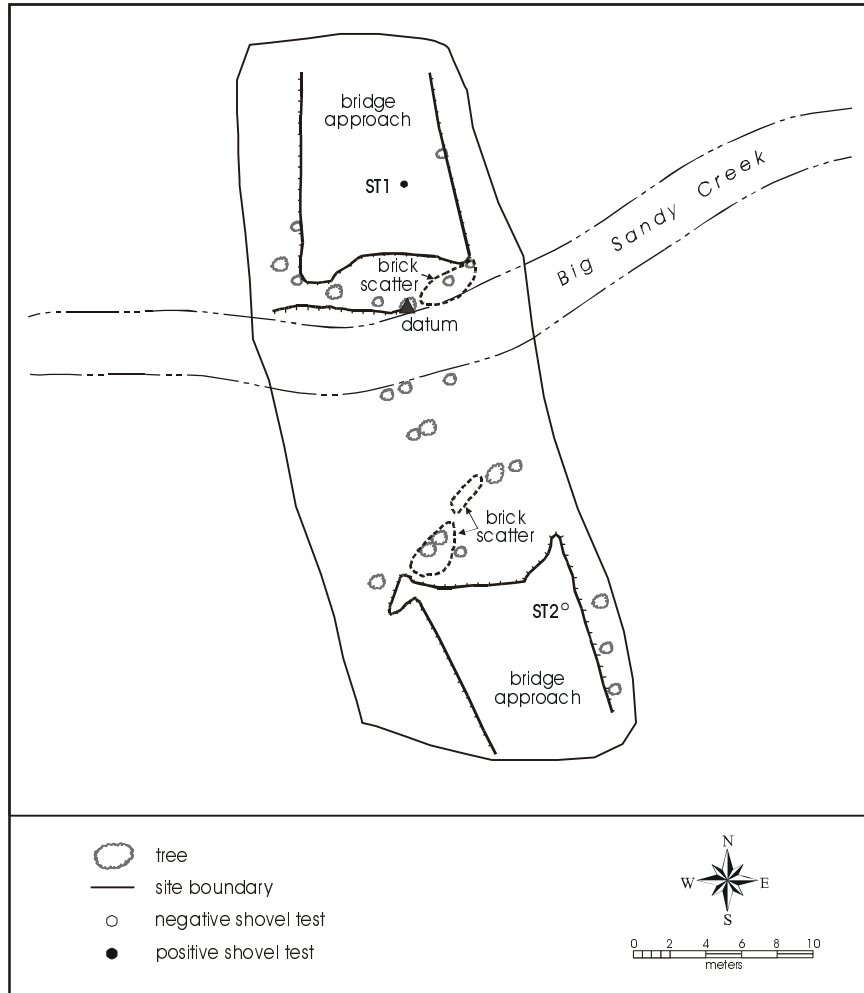 bridge
approach
ST1
Big Sandy Creek
brick
scatter
datum
brick
scatter
ST2
bridge
approach
tree
site boundary
negative shovel test
positive shovel test
N
W E
S
0 2 4 6 8 10
meters